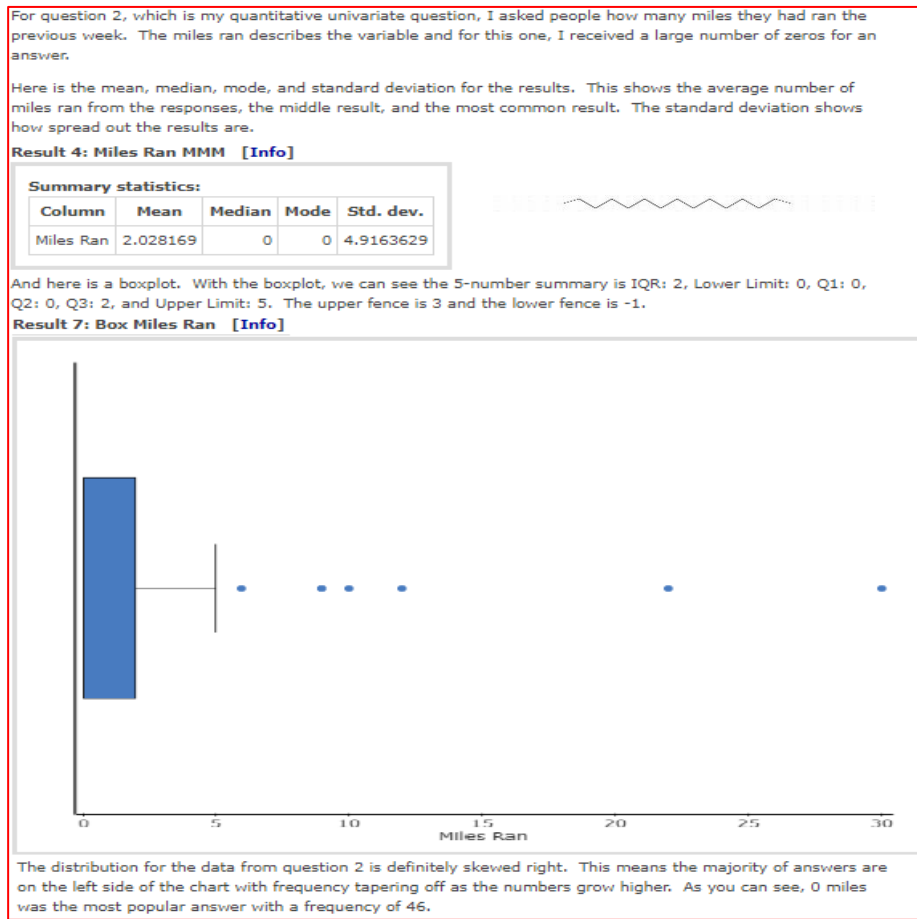 For question 2, which is my quantitative univariate question, I asked people how many miles they had ran the
previous week.  The miles ran describes the variable and for this one, I received a large number of zeros for an
answer.
Here is the mean, median, mode, and standard deviation for the results.  This shows the average number of
miles ran from the responses, the middle result, and the most common result.  The standard deviation shows
how spread out the results are.
Result 4: Miles Ran MMM   [Info]
Summary statistics:
Column Mean Median Mode Std. dev.
Miles Ran 2.028169 0 0 4.9163629
And here is a boxplot.  With the boxplot, we can see the 5-number summary is IQR: 2, Lower Limit: 0, Q1: 0,
Q2: 0, Q3: 2, and Upper Limit: 5.  The upper fence is 3 and the lower fence is -1.
Result 7: Box Miles Ran   [Info]
0 5 10 15 20 25 30
Miles Ran
The distribution for the data from question 2 is definitely skewed right.  This means the majority of answers are
on the left side of the chart with frequency tapering off as the numbers grow higher.  As you can see, 0 miles
was the most popular answer with a frequency of 46.